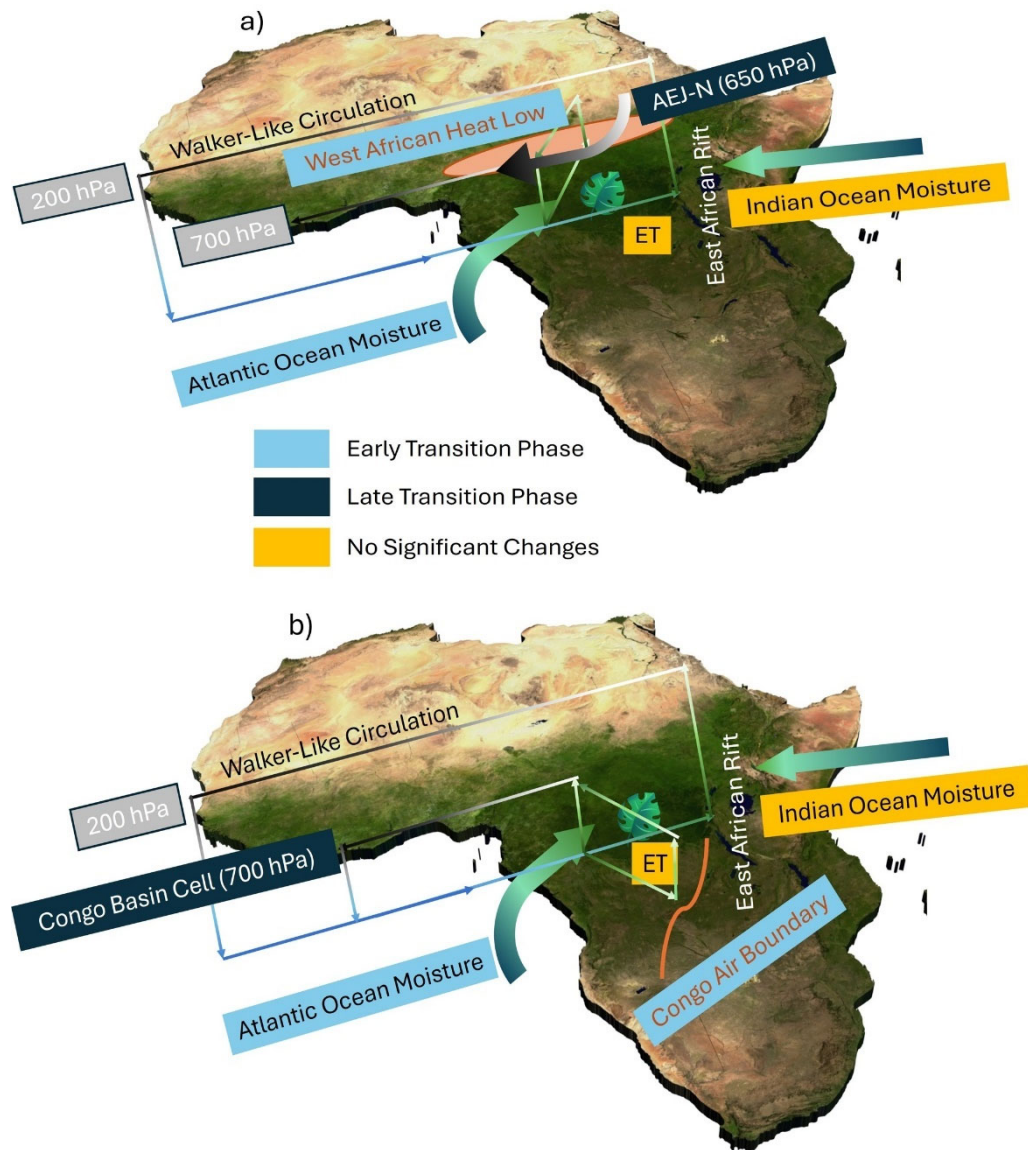 a)
AEJ-N (650 hPa)
Walker-Like Circulation
West African Heat Low
200 hPa
700 hPa
East African Rift
Indian Ocean Moisture
ET
Atlantic Ocean Moisture
Early Transition Phase
Late Transition Phase
No Significant Changes
b)
Walker-Like Circulation
200 hPa
East African Rift
Indian Ocean Moisture
ET
Congo Basin Cell (700 hPa)
Atlantic Ocean Moisture
Congo Air Boundary